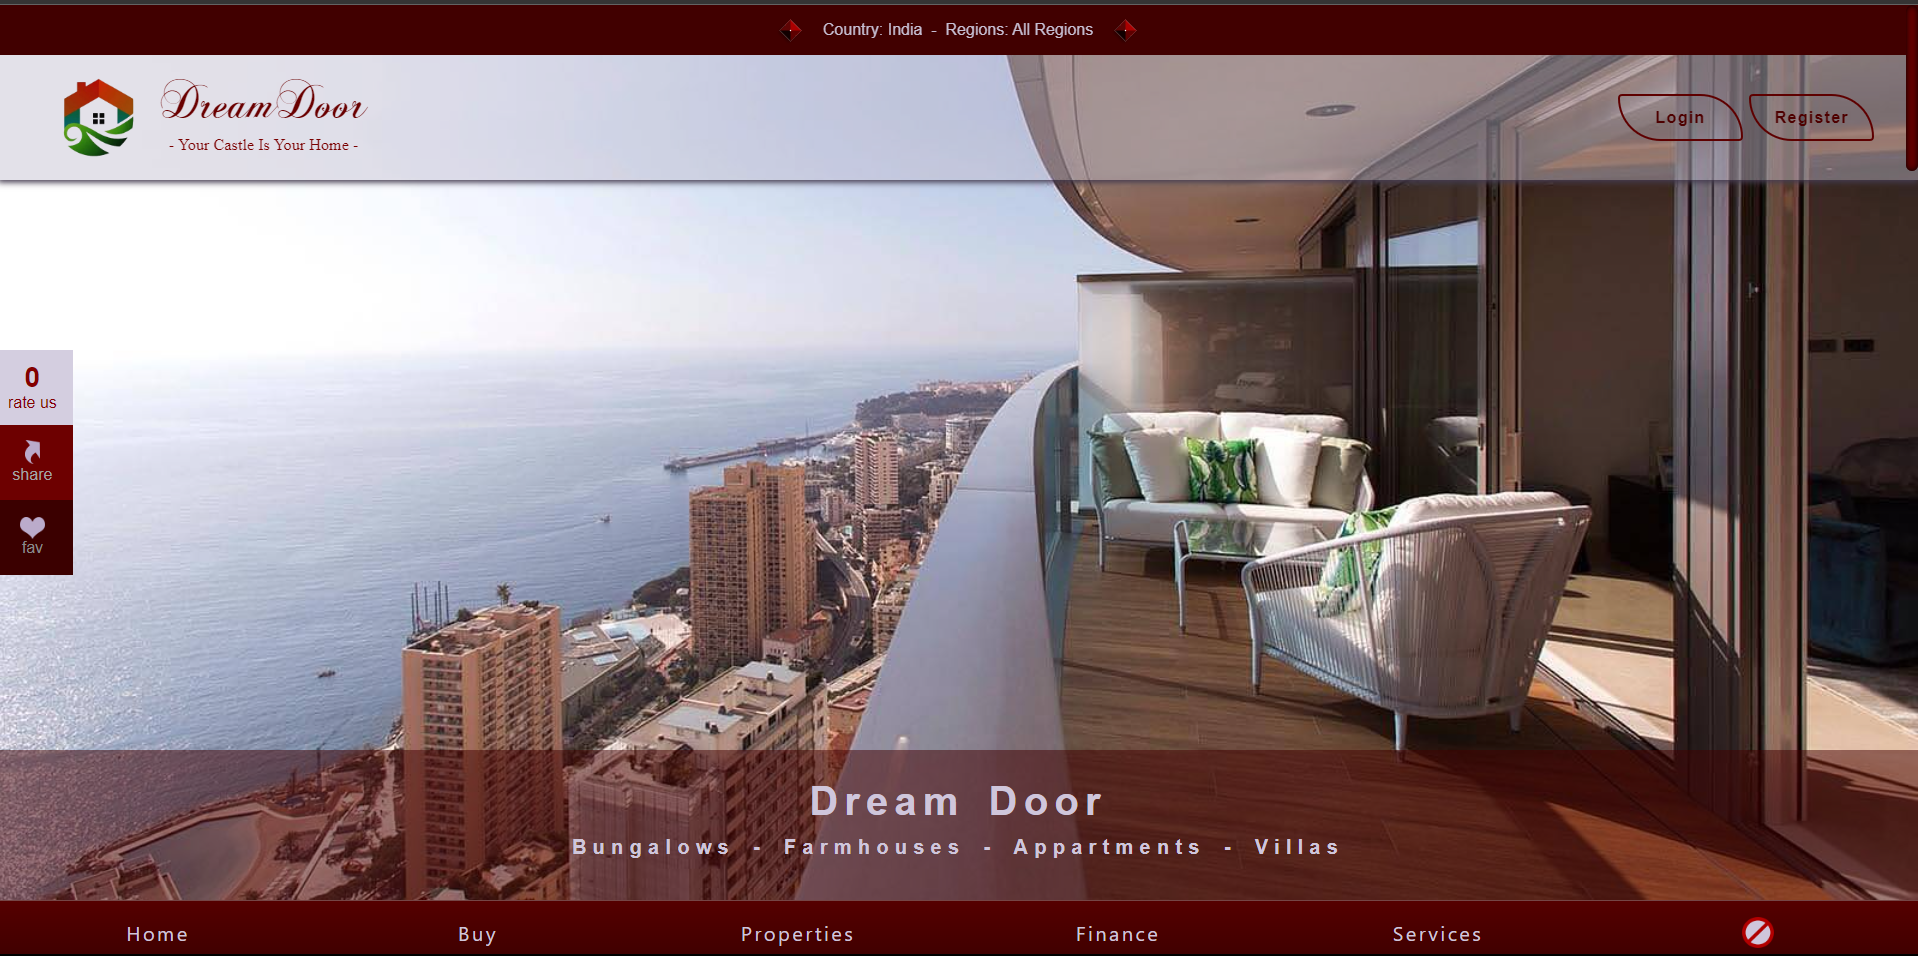 Country: India - Regions: All Regions
Dream Door
- Your Castle Is Your Home -
Login
Register
0
rate us
share
fav
Dream Door
Bungalows - Farmhouses - Appartments - Villas
Home Buy Properties Finance Services